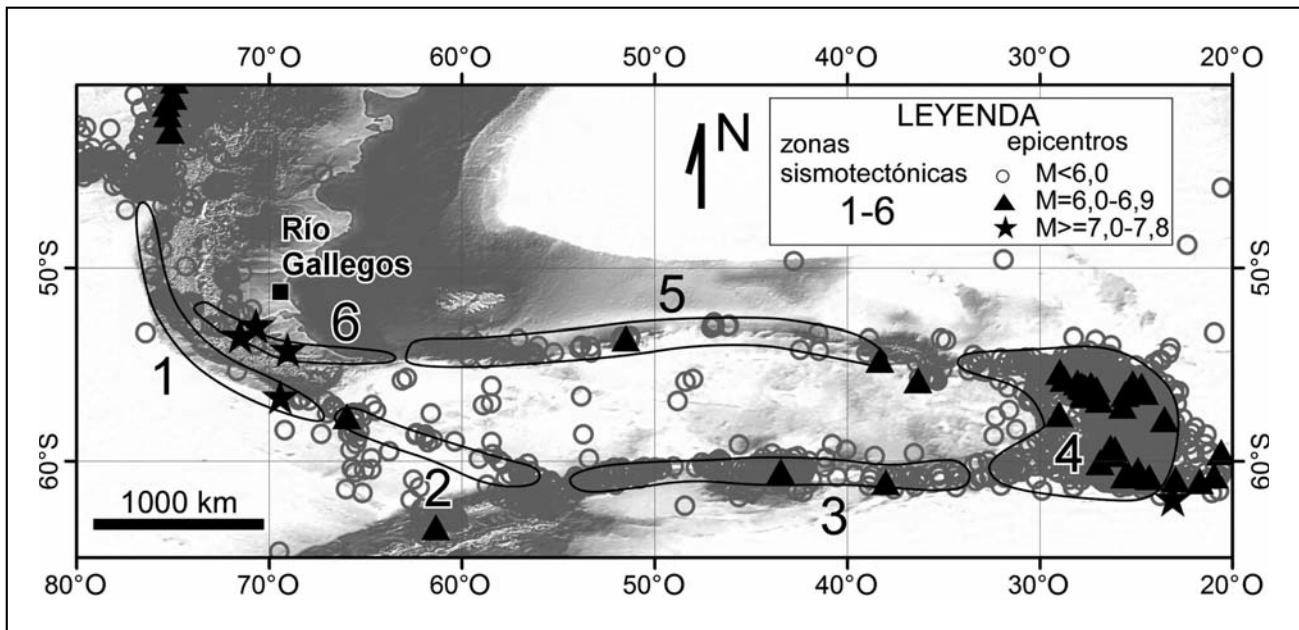 70°O 60°O 50°O 40°O 30°O 20°O
LEYENDA
zonas
sismotectónicas
1-6
epicentros
M<6,0
M=6,0-6,9
M>=7,0-7,8
N
Río
Gallegos
50°S
50°S
1
2
3
4
5
6
60°S
60°S
1000 km
80°O 70°O 60°O 50°O 40°O 30°O 20°O